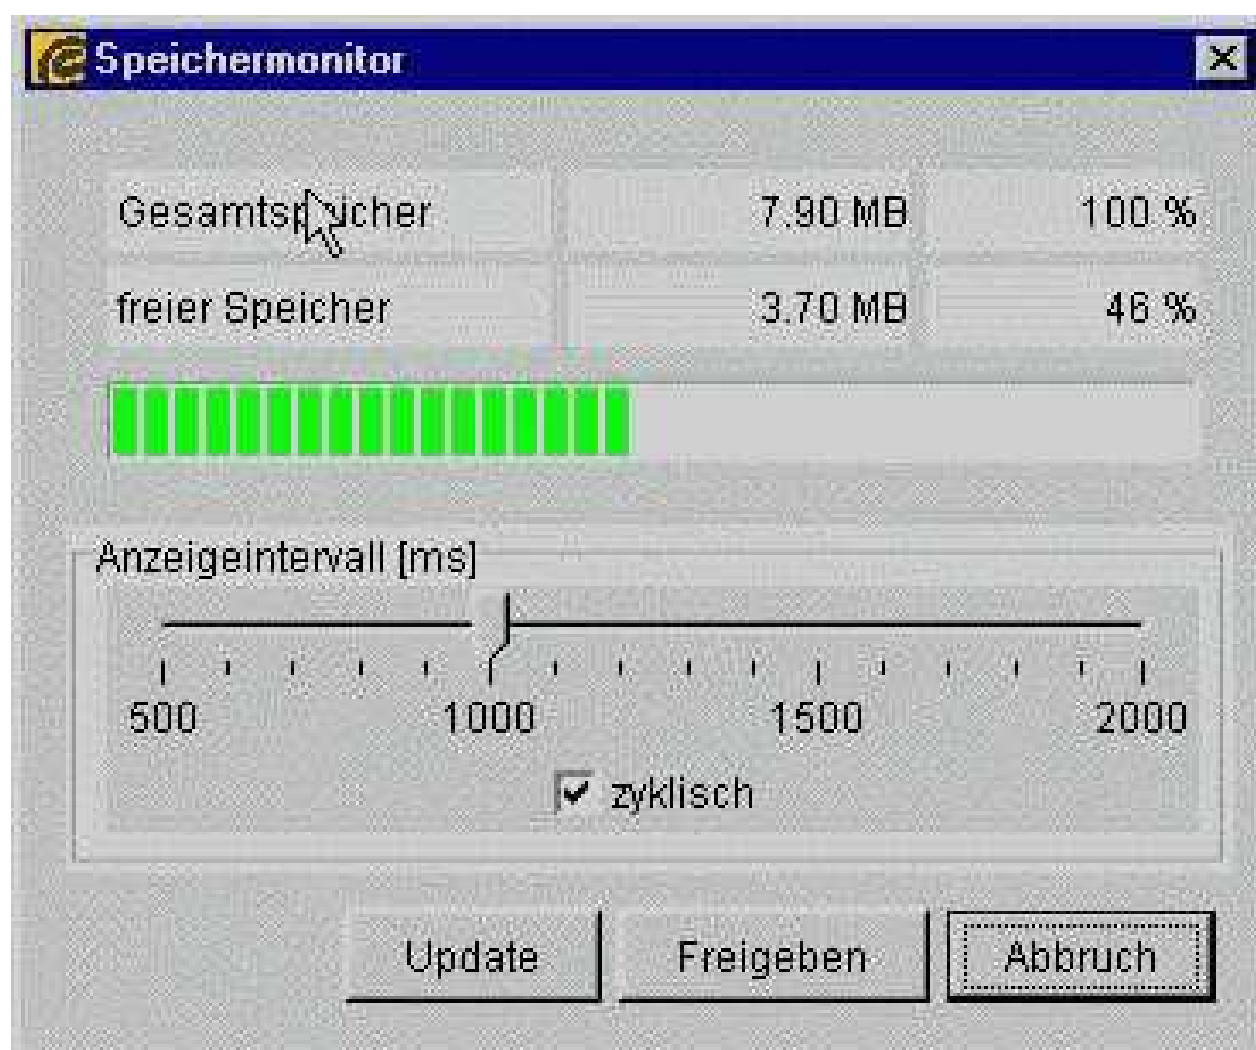 Speichermonitor
Gesamtspeicher 7.90 MB 100 %
freier Speicher 3.70 MB 46 %
Anzeigeintervall [ms]
500 1000 1500 2000
zyklisch
Update Freigeben Abbruch